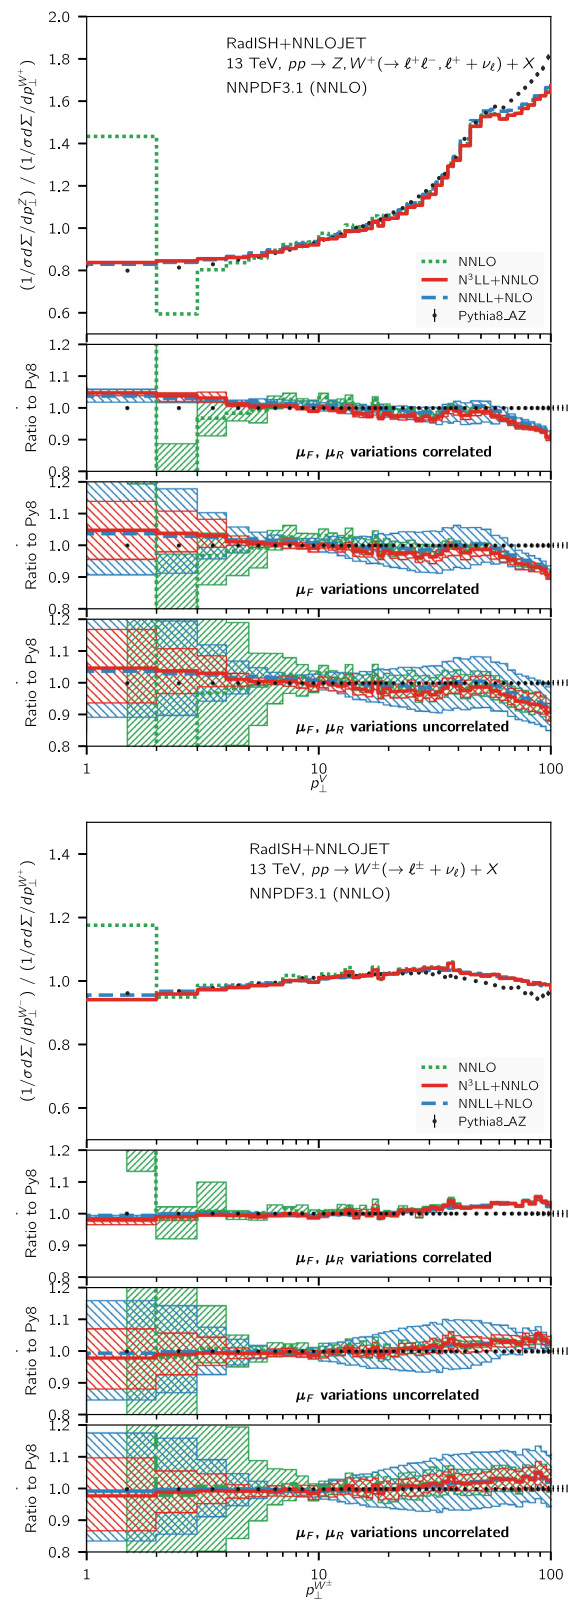 2.0
RadISH+NNLOJET
13 TeV, pp → Z, W⁺(→ ℓ⁺ℓ⁻, ℓ⁺ + νℓ) + X
NNPDF3.1 (NNLO)
1.8
1.6
1.4
1.2
1.0
0.8
0.6
(1/σdΣ/dp⊥^Z) / (1/σdΣ/dp⊥^W⁺)
NNLO
N³LL+NNLO
NNLL+NLO
Pythia8_AZ
1.2
1.1
1.0
0.9
0.8
Ratio to Py8
μF, μR variations correlated
1.2
1.1
1.0
0.9
0.8
Ratio to Py8
μF variations uncorrelated
1.2
1.1
1.0
0.9
0.8
Ratio to Py8
μF, μR variations uncorrelated
1 10 100
p⊥^V
1.4
RadISH+NNLOJET
13 TeV, pp → W±(→ ℓ± + νℓ) + X
NNPDF3.1 (NNLO)
1.2
1.0
0.8
0.6
(1/σdΣ/dp⊥^W⁻) / (1/σdΣ/dp⊥^W⁺)
NNLO
N³LL+NNLO
NNLL+NLO
Pythia8_AZ
1.2
1.1
1.0
0.9
0.8
Ratio to Py8
μF, μR variations correlated
1.2
1.1
1.0
0.9
0.8
Ratio to Py8
μF variations uncorrelated
1.2
1.1
1.0
0.9
0.8
Ratio to Py8
μF, μR variations uncorrelated
1 10 100
p⊥^W±